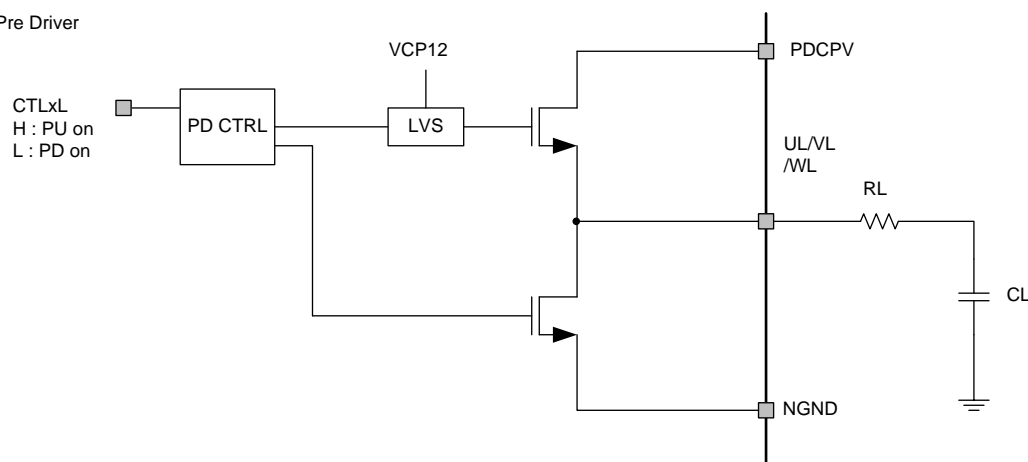 Pre Driver
VCP12
PDCPV
CTLxL
H : PU on
L : PD on
PD CTRL
LVS
UL/VL
/WL
RL
CL
NGND